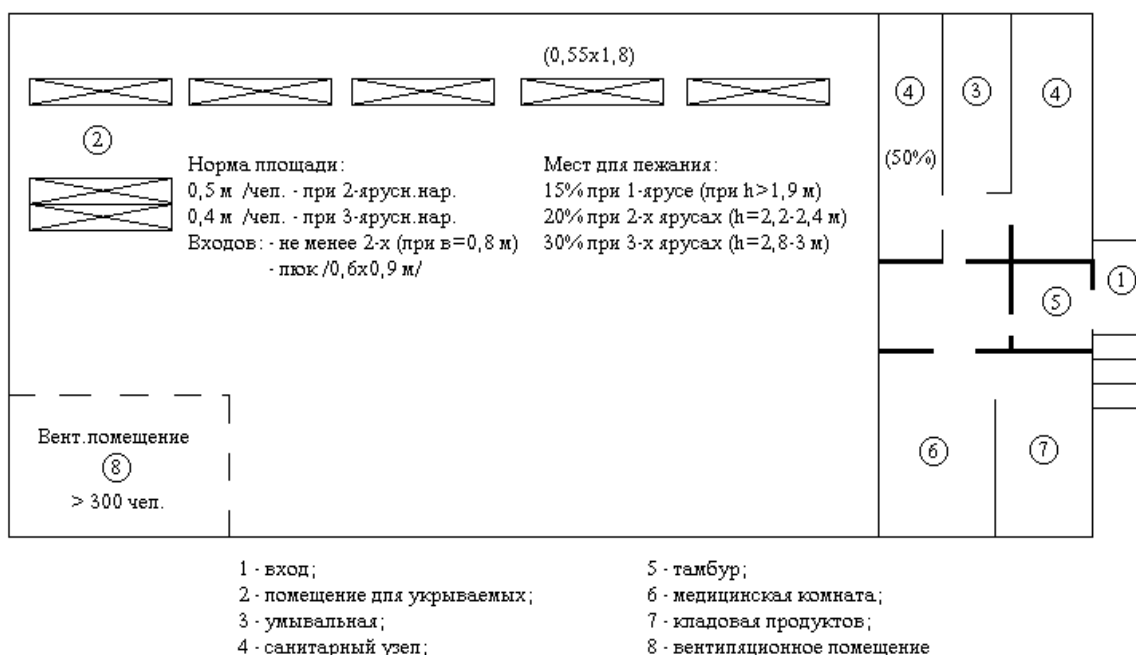 (0,55х1,8)
4
3
4
2
(50%)
Норма площади:
0,5 м /чел. - при 2-ярусн.нар.
0,4 м /чел. - при 3-ярусн.нар.
Входов: - не менее 2-х (при в=0,8 м)
- люк /0,6х0,9 м/
Мест для лежания:
15% при 1-ярусе (при h>1,9 м)
20% при 2-х ярусах (h=2,2-2,4 м)
30% при 3-х ярусах (h=2,8-3 м)
1
5
Вент.помещение
8
> 300 чел.
6
7
1 - вход;
2 - помещение для укрываемых;
3 - умывальная;
4 - санитарный узел;
5 - тамбур;
6 - медицинская комната;
7 - кладовая продуктов;
8 - вентиляционное помещение